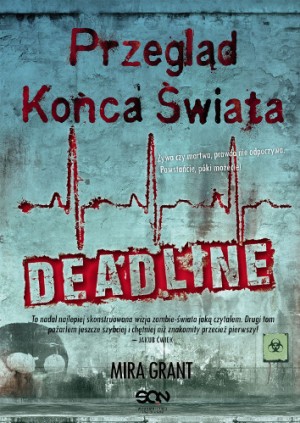 Przegląd
Końca Świata
Żywa czy martwa, prawda nie odpoczywa.
Powstańcie, póki możecie!
DEADLINE
To nadal najlepiej skonstruowana wizja zombie-świata jaką czytałem. Drugi tom
pożarłem jeszcze szybciej i chętniej niż znakomity przecież pierwszy!
— JAKUB ĆWIEK
MIRA GRANT
SQN